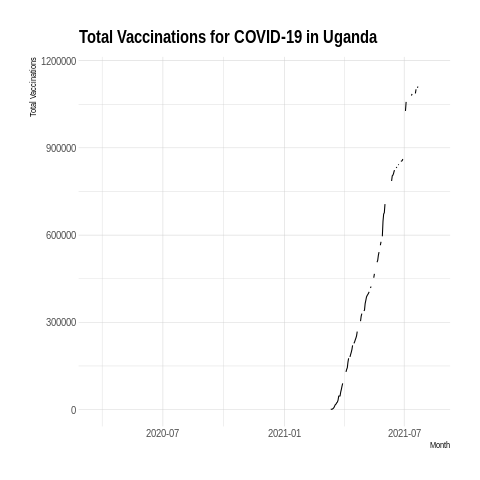 Total Vaccinations for COVID-19 in Uganda
Total Vaccinations
1200000
900000
600000
300000
0
2020-07
2021-01
2021-07
Month